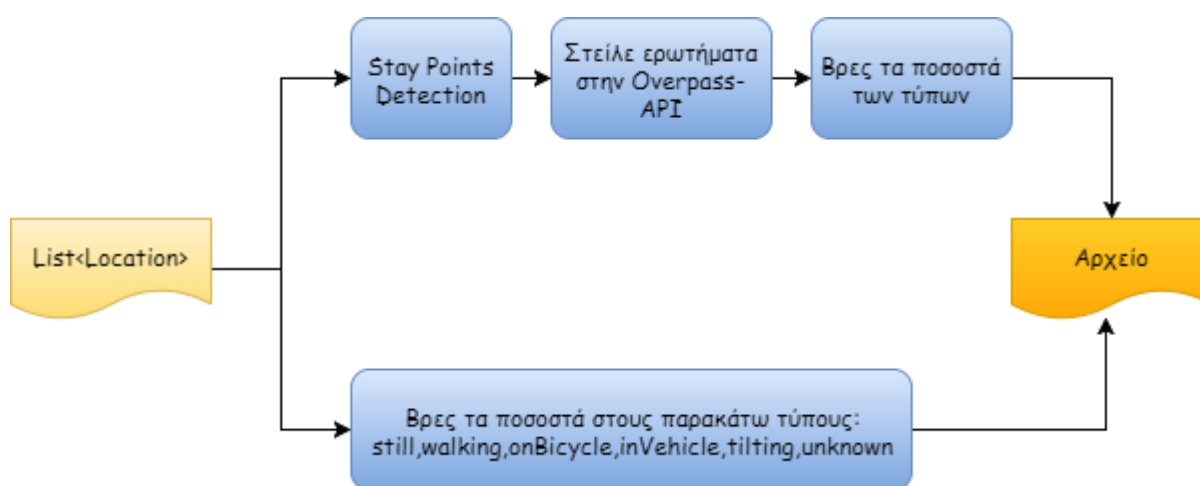 Stay Points
Detection
Στείλε ερωτήματα
στην Overpass-
API
Βρες τα ποσοστά
των τύπων
List<Location>
Αρχείο
Βρες τα ποσοστά στους παρακάτω τύπους:
still,walking,onBicycle,inVehicle,tilting,unknown